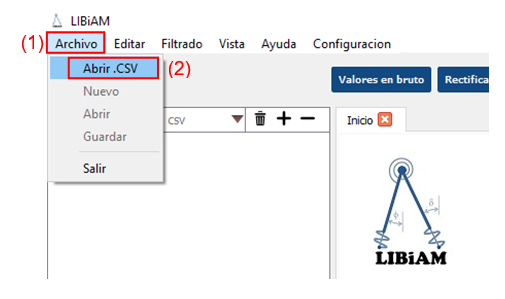 LIBiAM
(1) Archivo Editar Filtrado Vista Ayuda Configuracion
Abrir .CSV (2)
Nuevo
Abrir
Guardar
Salir
Valores en bruto Rectifica
csv
Inicio
ϕ δ
LIBiAM